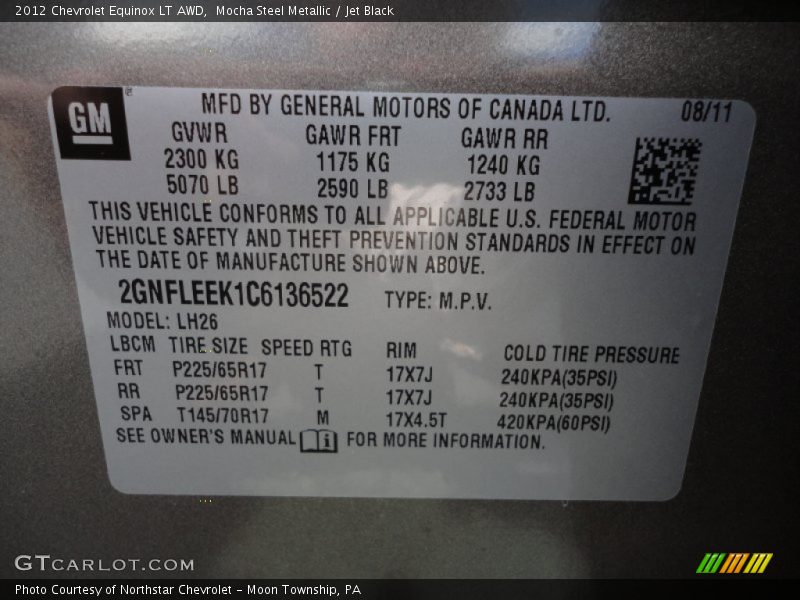 2012 Chevrolet Equinox LT AWD,  Mocha Steel Metallic / Jet Black
GM
MFD BY GENERAL MOTORS OF CANADA LTD. 08/11
GVWR GAWR FRT GAWR RR
2300 KG 1175 KG 1240 KG
5070 LB 2590 LB 2733 LB
THIS VEHICLE CONFORMS TO ALL APPLICABLE U.S. FEDERAL MOTOR
VEHICLE SAFETY AND THEFT PREVENTION STANDARDS IN EFFECT ON
THE DATE OF MANUFACTURE SHOWN ABOVE.
2GNFLEEK1C6136522 TYPE: M.P.V.
MODEL: LH26
LBCM TIRE SIZE SPEED RTG RIM COLD TIRE PRESSURE
FRT P225/65R17 T 17X7J 240KPA(35PSI)
RR P225/65R17 T 17X7J 240KPA(35PSI)
SPA T145/70R17 M 17X4.5T 420KPA(60PSI)
SEE OWNER'S MANUAL i FOR MORE INFORMATION.
GTCARLOT.COM
Photo Courtesy of Northstar Chevrolet - Moon Township, PA